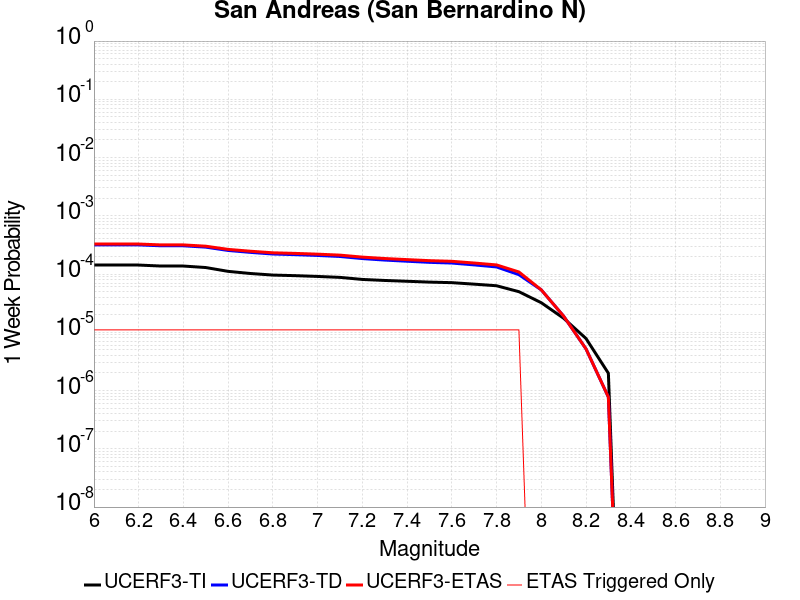 San Andreas (San Bernardino N)
10^0
10^-1
10^-2
10^-3
10^-4
10^-5
10^-6
10^-7
10^-8
1 Week Probability
6 6.2 6.4 6.6 6.8 7 7.2 7.4 7.6 7.8 8 8.2 8.4 8.6 8.8 9
Magnitude
UCERF3-TI UCERF3-TD UCERF3-ETAS ETAS Triggered Only